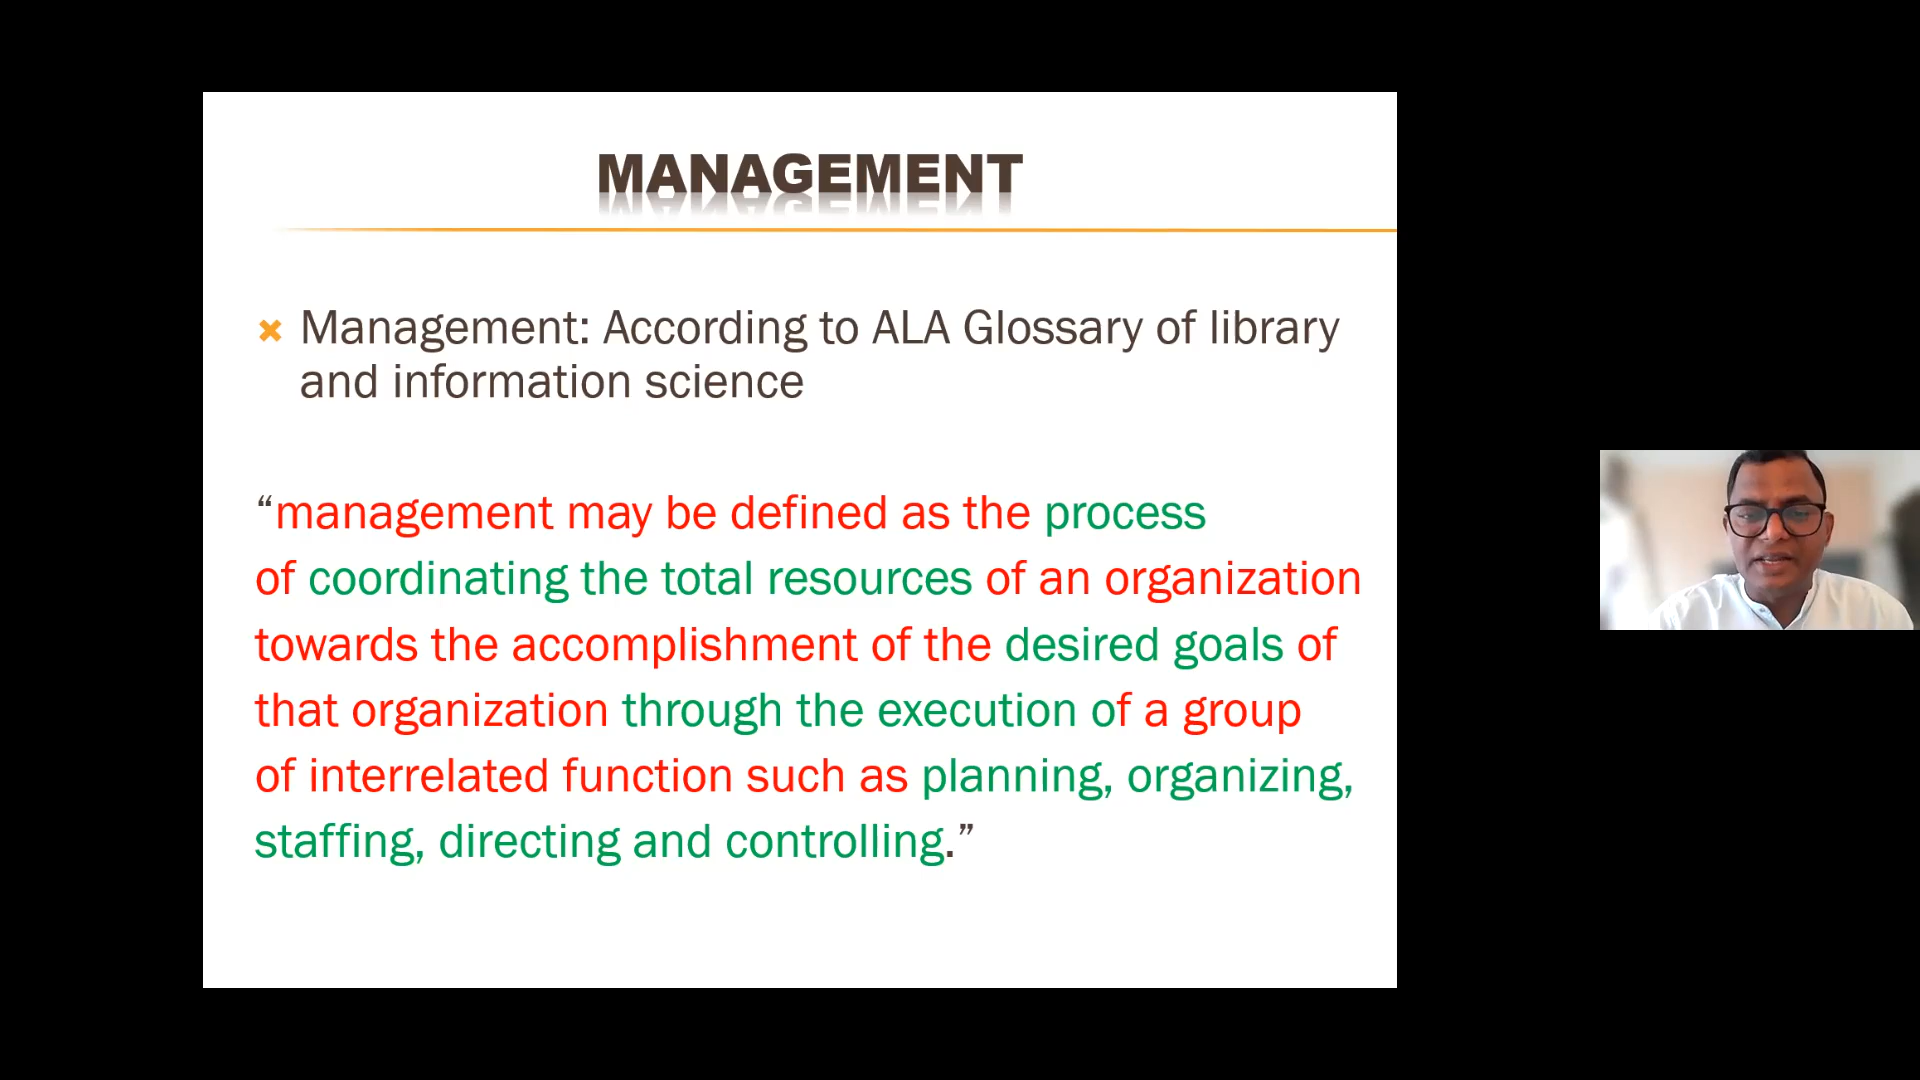 MANAGEMENT
Management: According to ALA Glossary of library
and information science
“management may be defined as the process
of coordinating the total resources of an organization
towards the accomplishment of the desired goals of
that organization through the execution of a group
of interrelated function such as planning, organizing,
staffing, directing and controlling.”